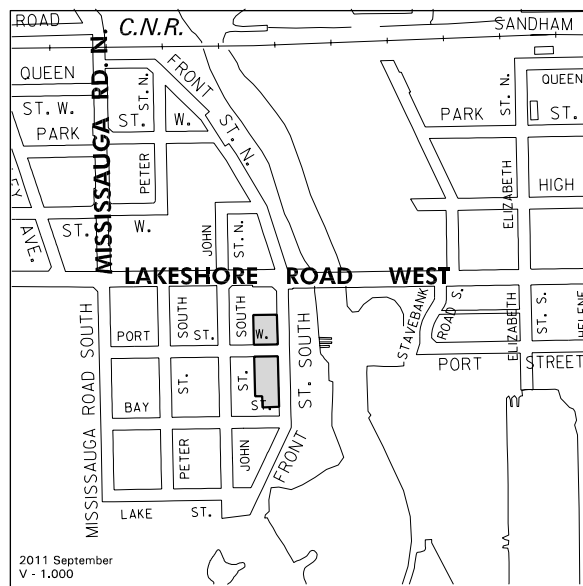 ROAD
C.N.R.
SANDHAM
QUEEN
ST. W.
PARK ST. W.
MISSISSAUGA RD. N.
PETER ST. N.
FRONT ST. N.
QUEEN
PARK ST.
ST. N.
ELIZABETH
HIGH
AVE.
ST. W.
JOHN ST. N.
LAKESHORE ROAD WEST
MISSISSAUGA ROAD SOUTH
PORT ST. W.
SOUTH
SOUTH
ST.
ST.
BAY ST.
PETER
JOHN
FRONT ST. SOUTH
LAKE ST.
STAVEBANK ROAD S.
ELIZABETH ST. S.
HELENE
PORT STREET
2011 September
V - 1.000